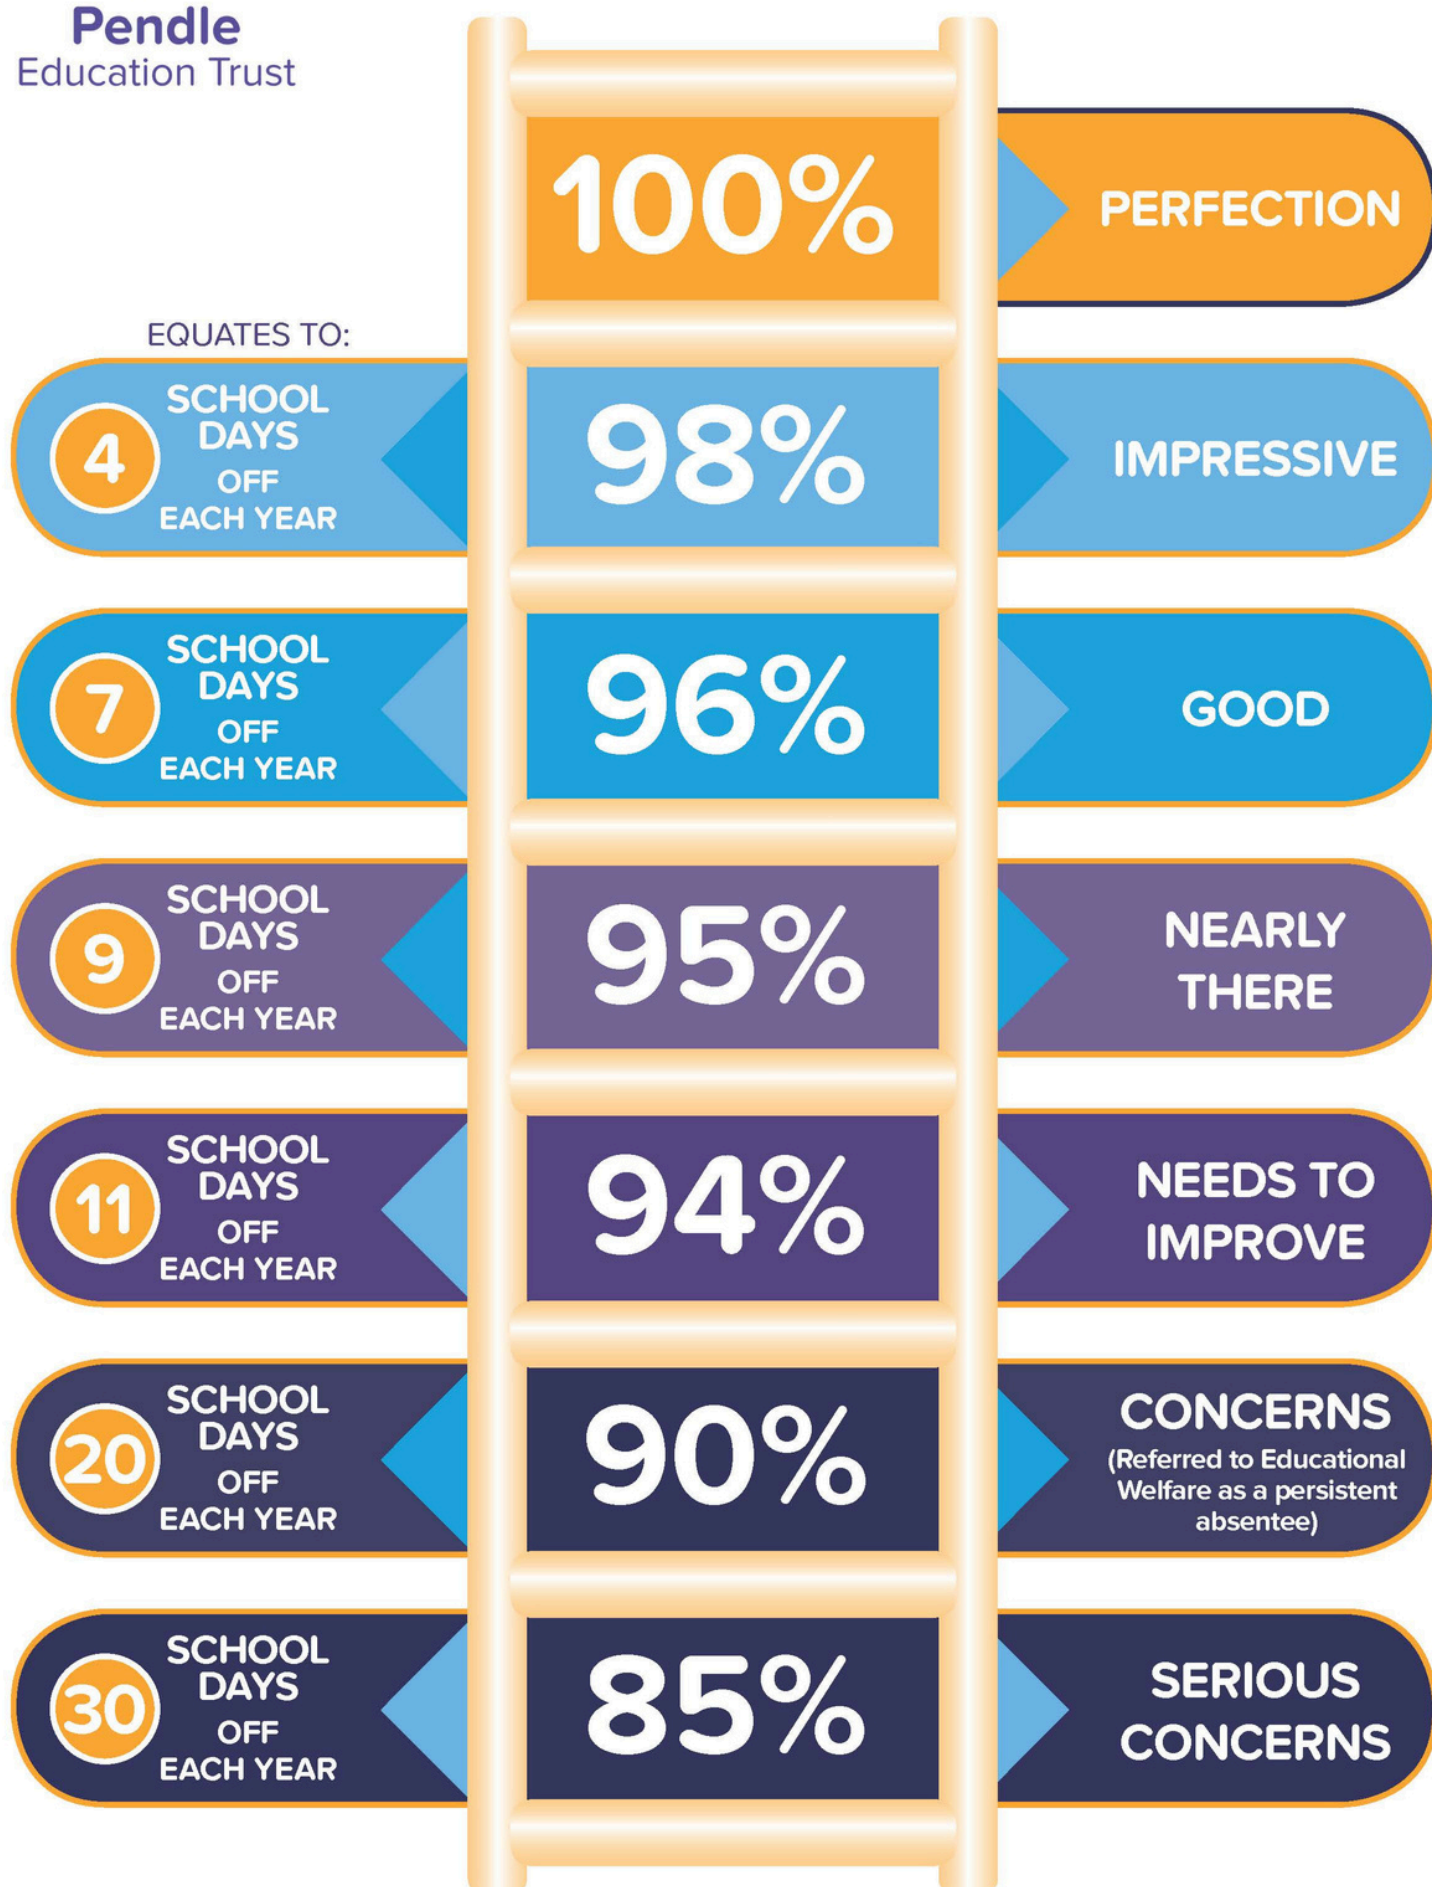 Pendle
Education Trust
100%
PERFECTION
EQUATES TO:
4
SCHOOL
DAYS
OFF
EACH YEAR
98%
IMPRESSIVE
7
SCHOOL
DAYS
OFF
EACH YEAR
96%
GOOD
9
SCHOOL
DAYS
OFF
EACH YEAR
95%
NEARLY
THERE
11
SCHOOL
DAYS
OFF
EACH YEAR
94%
NEEDS TO
IMPROVE
20
SCHOOL
DAYS
OFF
EACH YEAR
90%
CONCERNS
(Referred to Educational
Welfare as a persistent
absentee)
30
SCHOOL
DAYS
OFF
EACH YEAR
85%
SERIOUS
CONCERNS